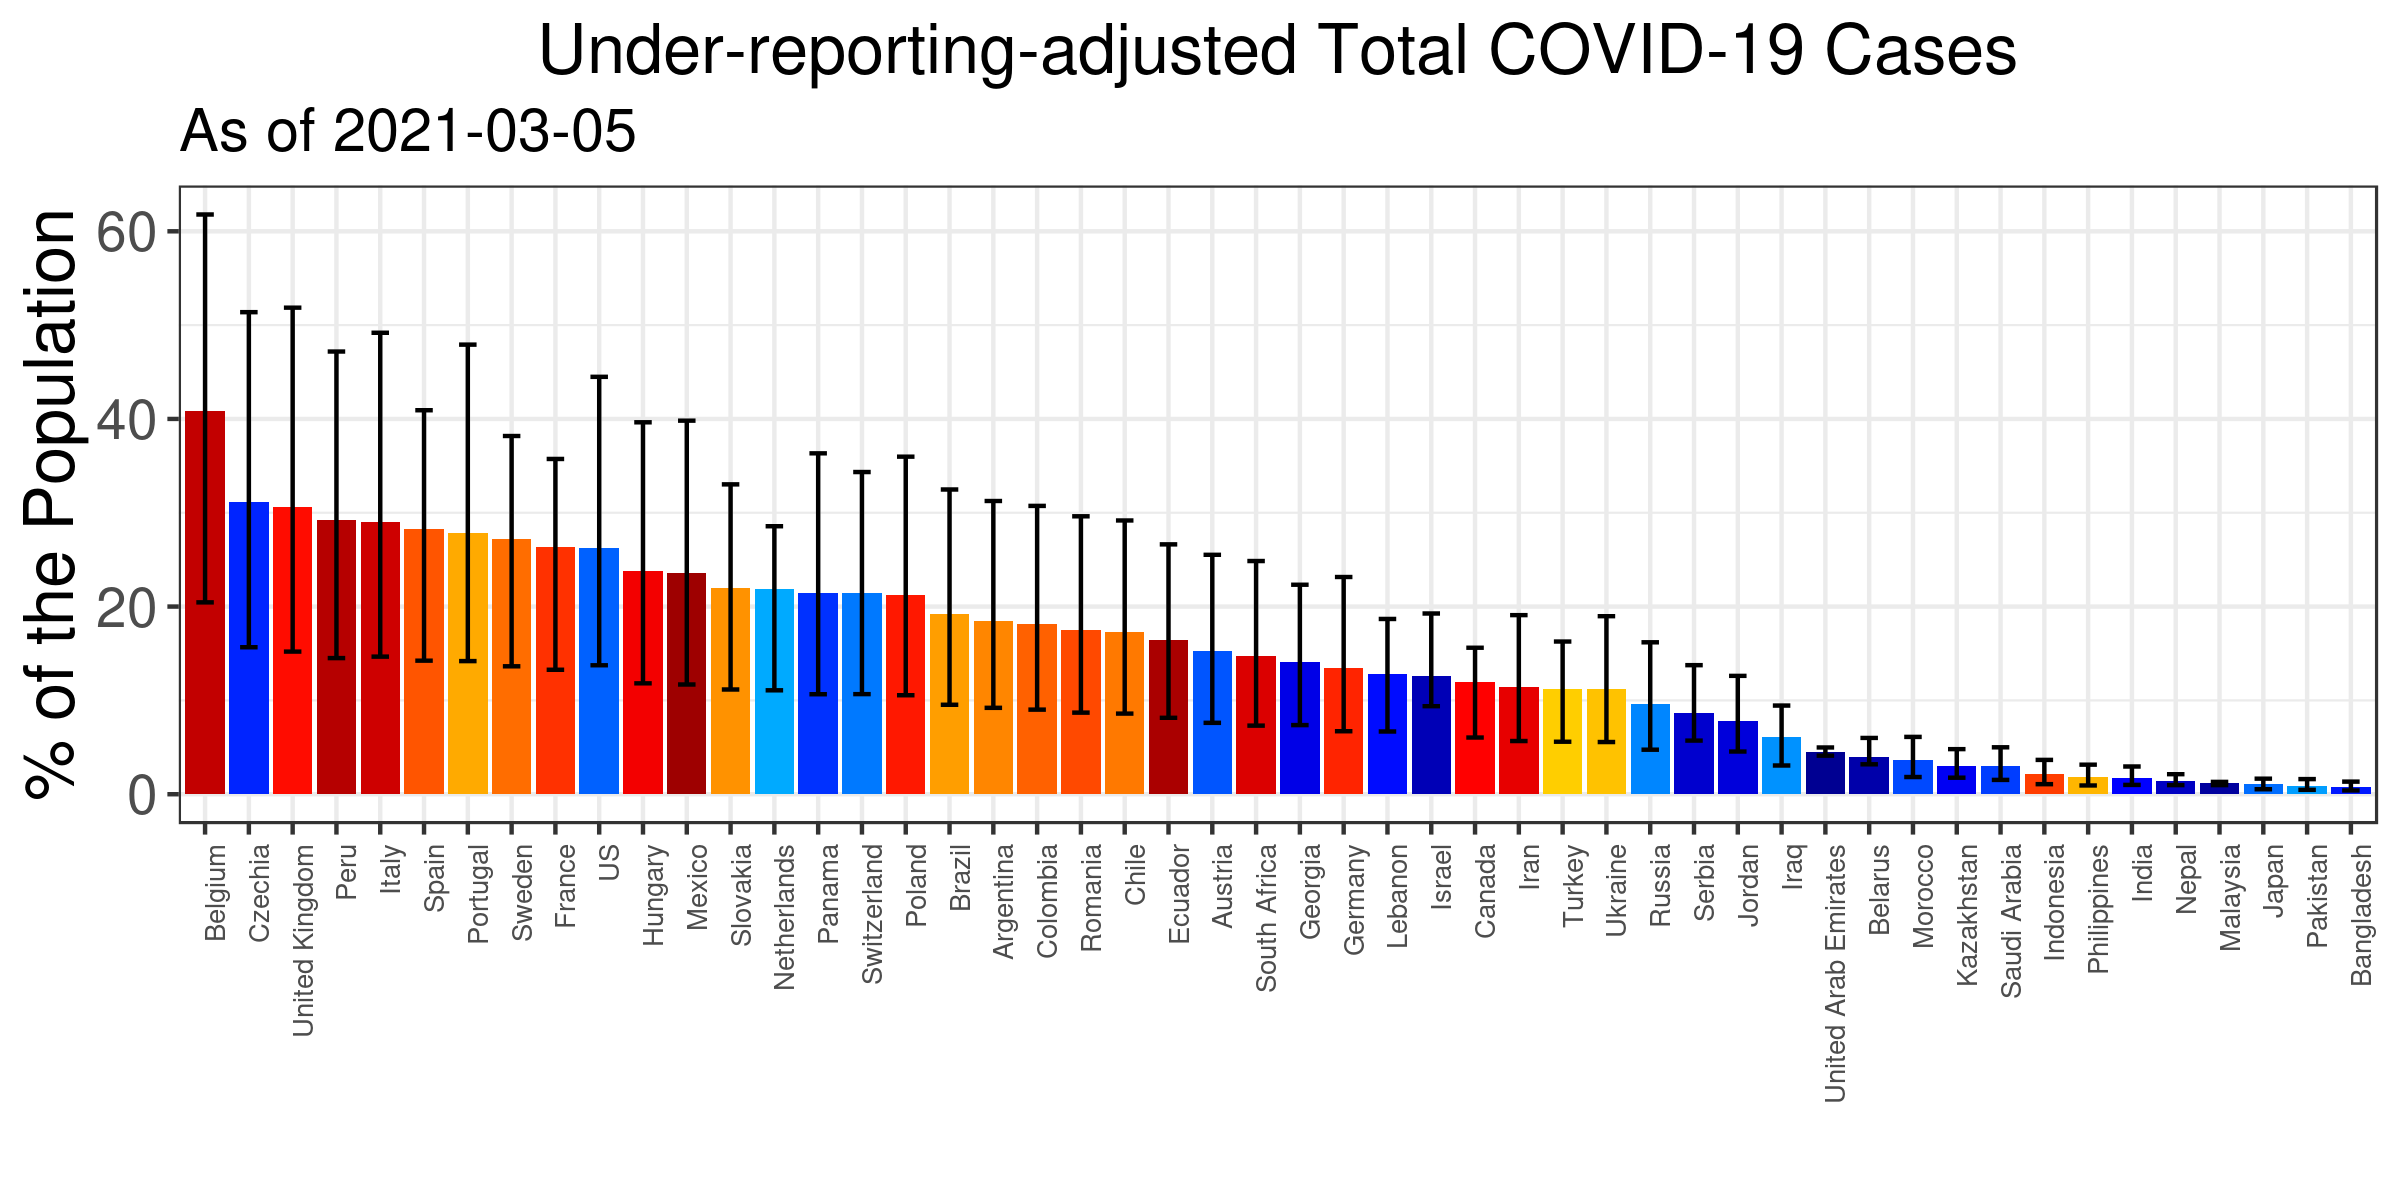 Under-reporting-adjusted Total COVID-19 Cases
As of 2021-03-05
% of the Population
60
40
20
0
Belgium
Czechia
United Kingdom
Peru
Italy
Spain
Portugal
Sweden
France
US
Hungary
Mexico
Slovakia
Netherlands
Panama
Switzerland
Poland
Brazil
Argentina
Colombia
Romania
Chile
Ecuador
Austria
South Africa
Georgia
Germany
Lebanon
Israel
Canada
Iran
Turkey
Ukraine
Russia
Serbia
Jordan
Iraq
United Arab Emirates
Belarus
Morocco
Kazakhstan
Saudi Arabia
Indonesia
Philippines
India
Nepal
Malaysia
Japan
Pakistan
Bangladesh